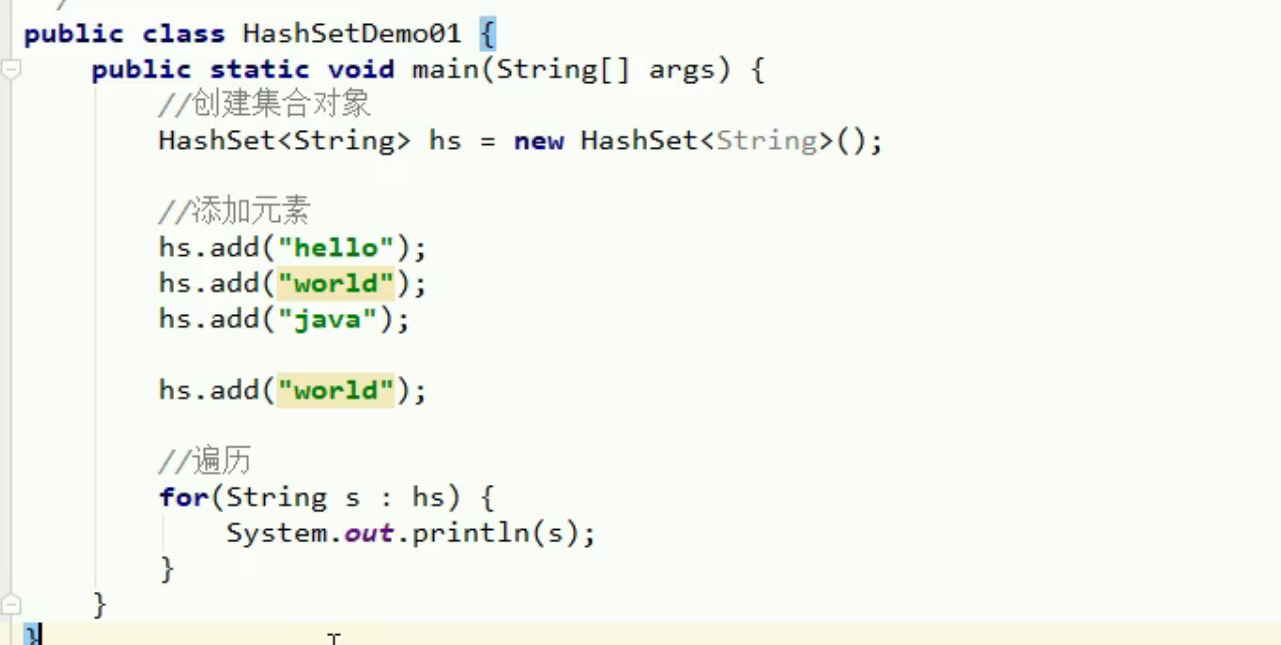 public class HashSetDemo01 {
public static void main(String[] args) {
//创建集合对象
HashSet<String> hs = new HashSet<String>();
//添加元素
hs.add("hello");
hs.add("world");
hs.add("java");
hs.add("world");
//遍历
for(String s : hs) {
System.out.println(s);
}
}
}